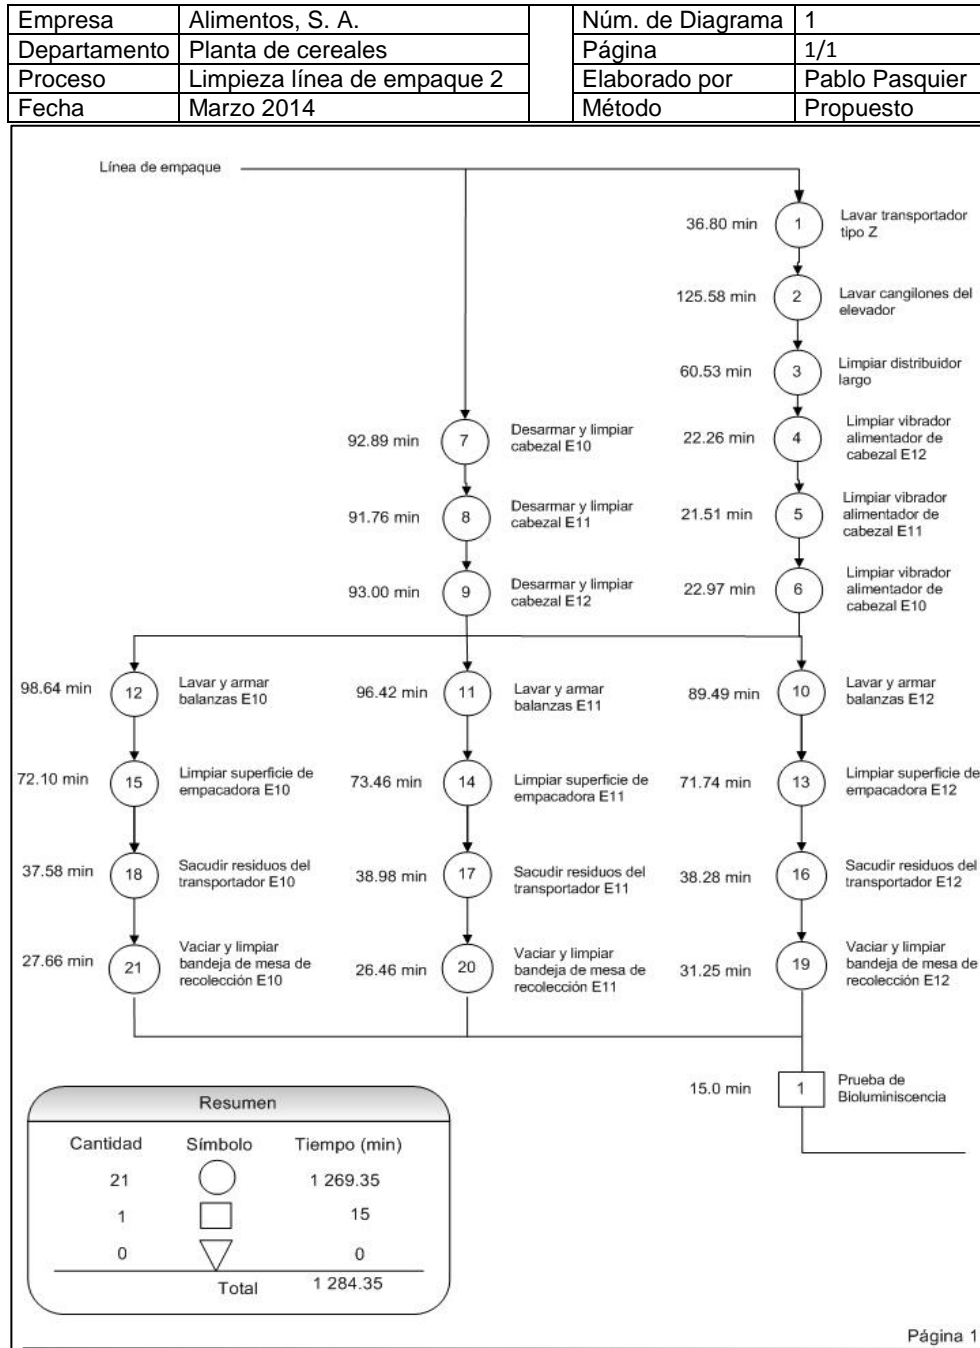 Empresa Alimentos, S. A. Núm. de Diagrama 1
Departamento Planta de cereales Página 1/1
Proceso Limpieza línea de empaque 2 Elaborado por Pablo Pasquier
Fecha Marzo 2014 Método Propuesto
Línea de empaque
36.80 min 1 Lavar transportador
tipo Z
125.58 min 2 Lavar cangilones del
elevador
60.53 min 3 Limpiar distribuidor
largo
92.89 min 7 Desarmar y limpiar
cabezal E10
22.26 min 4 Limpiar vibrador
alimentador de
cabezal E12
91.76 min 8 Desarmar y limpiar
cabezal E11
21.51 min 5 Limpiar vibrador
alimentador de
cabezal E11
93.00 min 9 Desarmar y limpiar
cabezal E12
22.97 min 6 Limpiar vibrador
alimentador de
cabezal E10
98.64 min 12 Lavar y armar
balanzas E10
96.42 min 11 Lavar y armar
balanzas E11
89.49 min 10 Lavar y armar
balanzas E12
72.10 min 15 Limpiar superficie de
empacadora E10
73.46 min 14 Limpiar superficie de
empacadora E11
71.74 min 13 Limpiar superficie de
empacadora E12
37.58 min 18 Sacudir residuos del
transportador E10
38.98 min 17 Sacudir residuos del
transportador E11
38.28 min 16 Sacudir residuos del
transportador E12
27.66 min 21 Vaciar y limpiar
bandeja de mesa de
recolección E10
26.46 min 20 Vaciar y limpiar
bandeja de mesa de
recolección E11
31.25 min 19 Vaciar y limpiar
bandeja de mesa de
recolección E12
15.0 min 1 Prueba de
Bioluminiscencia
Resumen
Cantidad Símbolo Tiempo (min)
21 1 269.35
1 15
0 0
Total 1 284.35
Página 1